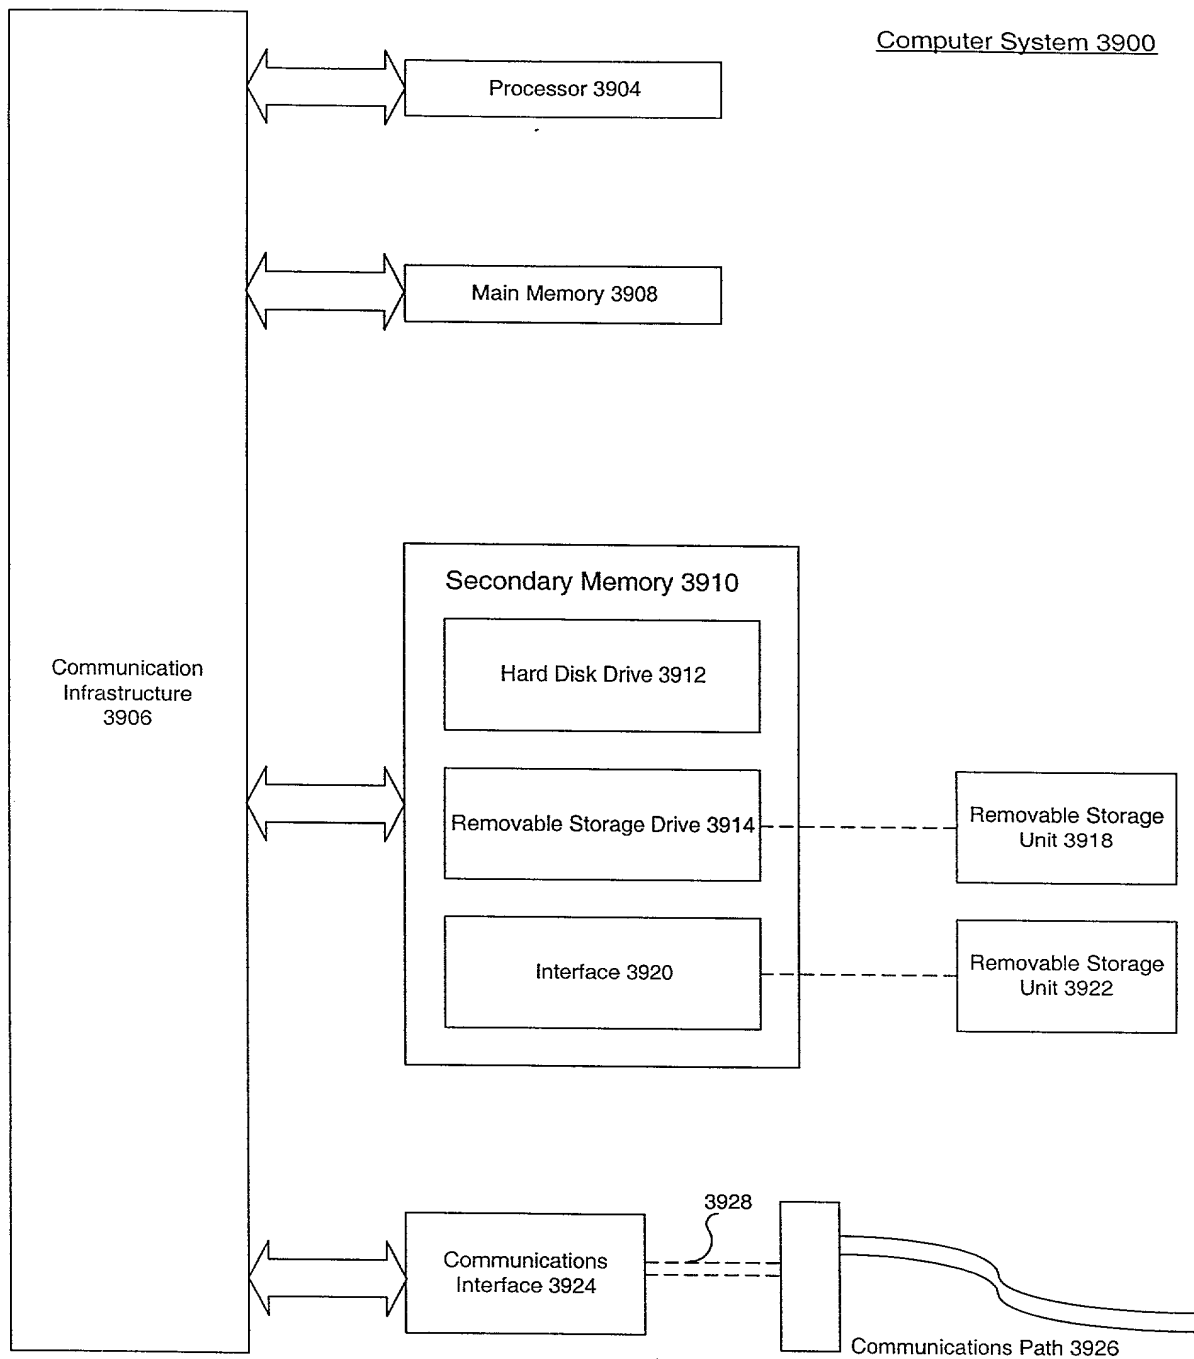 Computer System 3900
Processor 3904
Main Memory 3908
Secondary Memory 3910
Hard Disk Drive 3912
Communication
Infrastructure
3906
Removable Storage Drive 3914
Removable Storage
Unit 3918
Interface 3920
Removable Storage
Unit 3922
3928
Communications
Interface 3924
Communications Path 3926